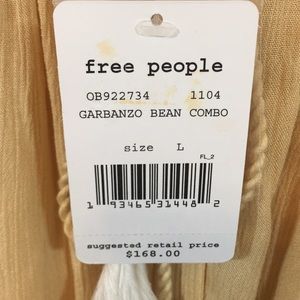 free people
OB922734 1104
GARBANZO BEAN COMBO
size L
FL_2
1 93465 31448 2
suggested retail price
$168.00